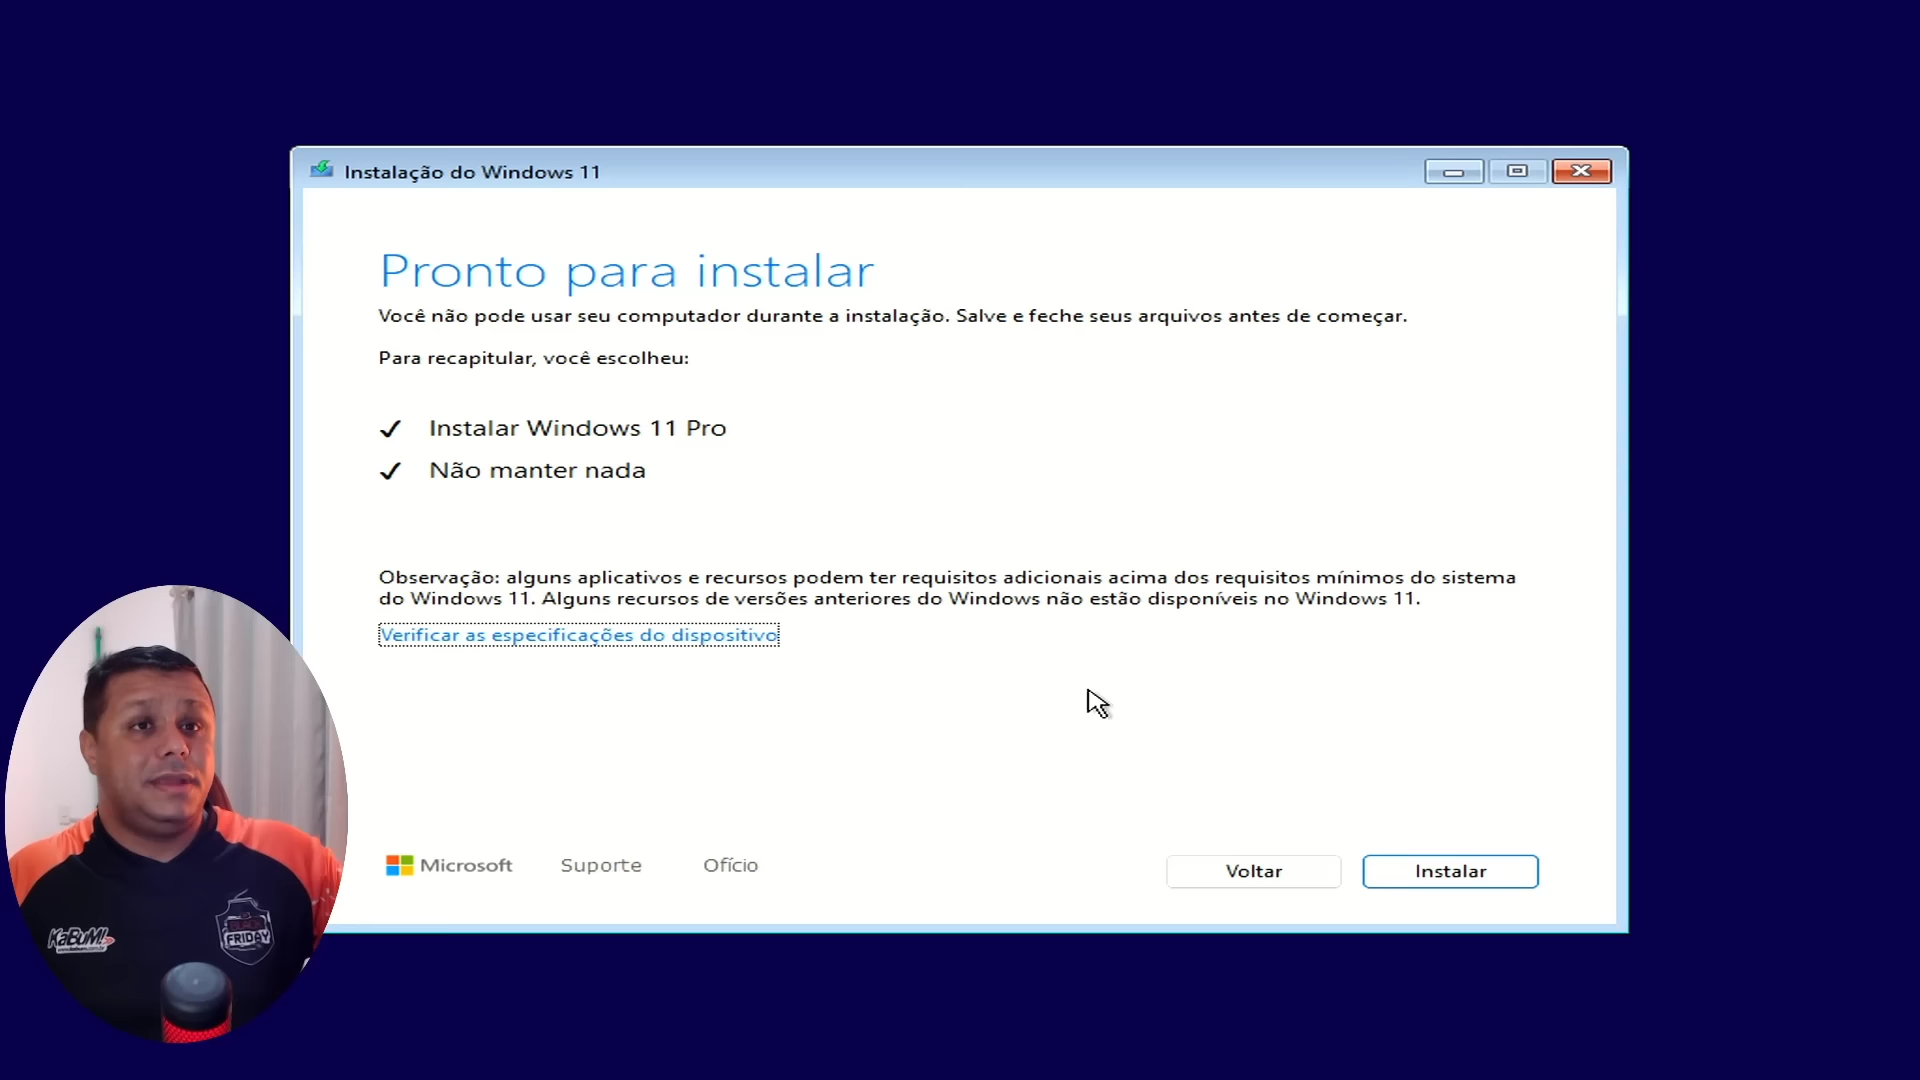 Instalação do Windows 11
Pronto para instalar
Você não pode usar seu computador durante a instalação. Salve e feche seus arquivos antes de começar.
Para recapitular, você escolheu:
Instalar Windows 11 Pro
Não manter nada
Observação: alguns aplicativos e recursos podem ter requisitos adicionais acima dos requisitos mínimos do sistema
do Windows 11. Alguns recursos de versões anteriores do Windows não estão disponíveis no Windows 11.
Verificar as especificações do dispositivo
Microsoft
Suporte
Ofício
Voltar
Instalar
KaBuM!
FRIDAY